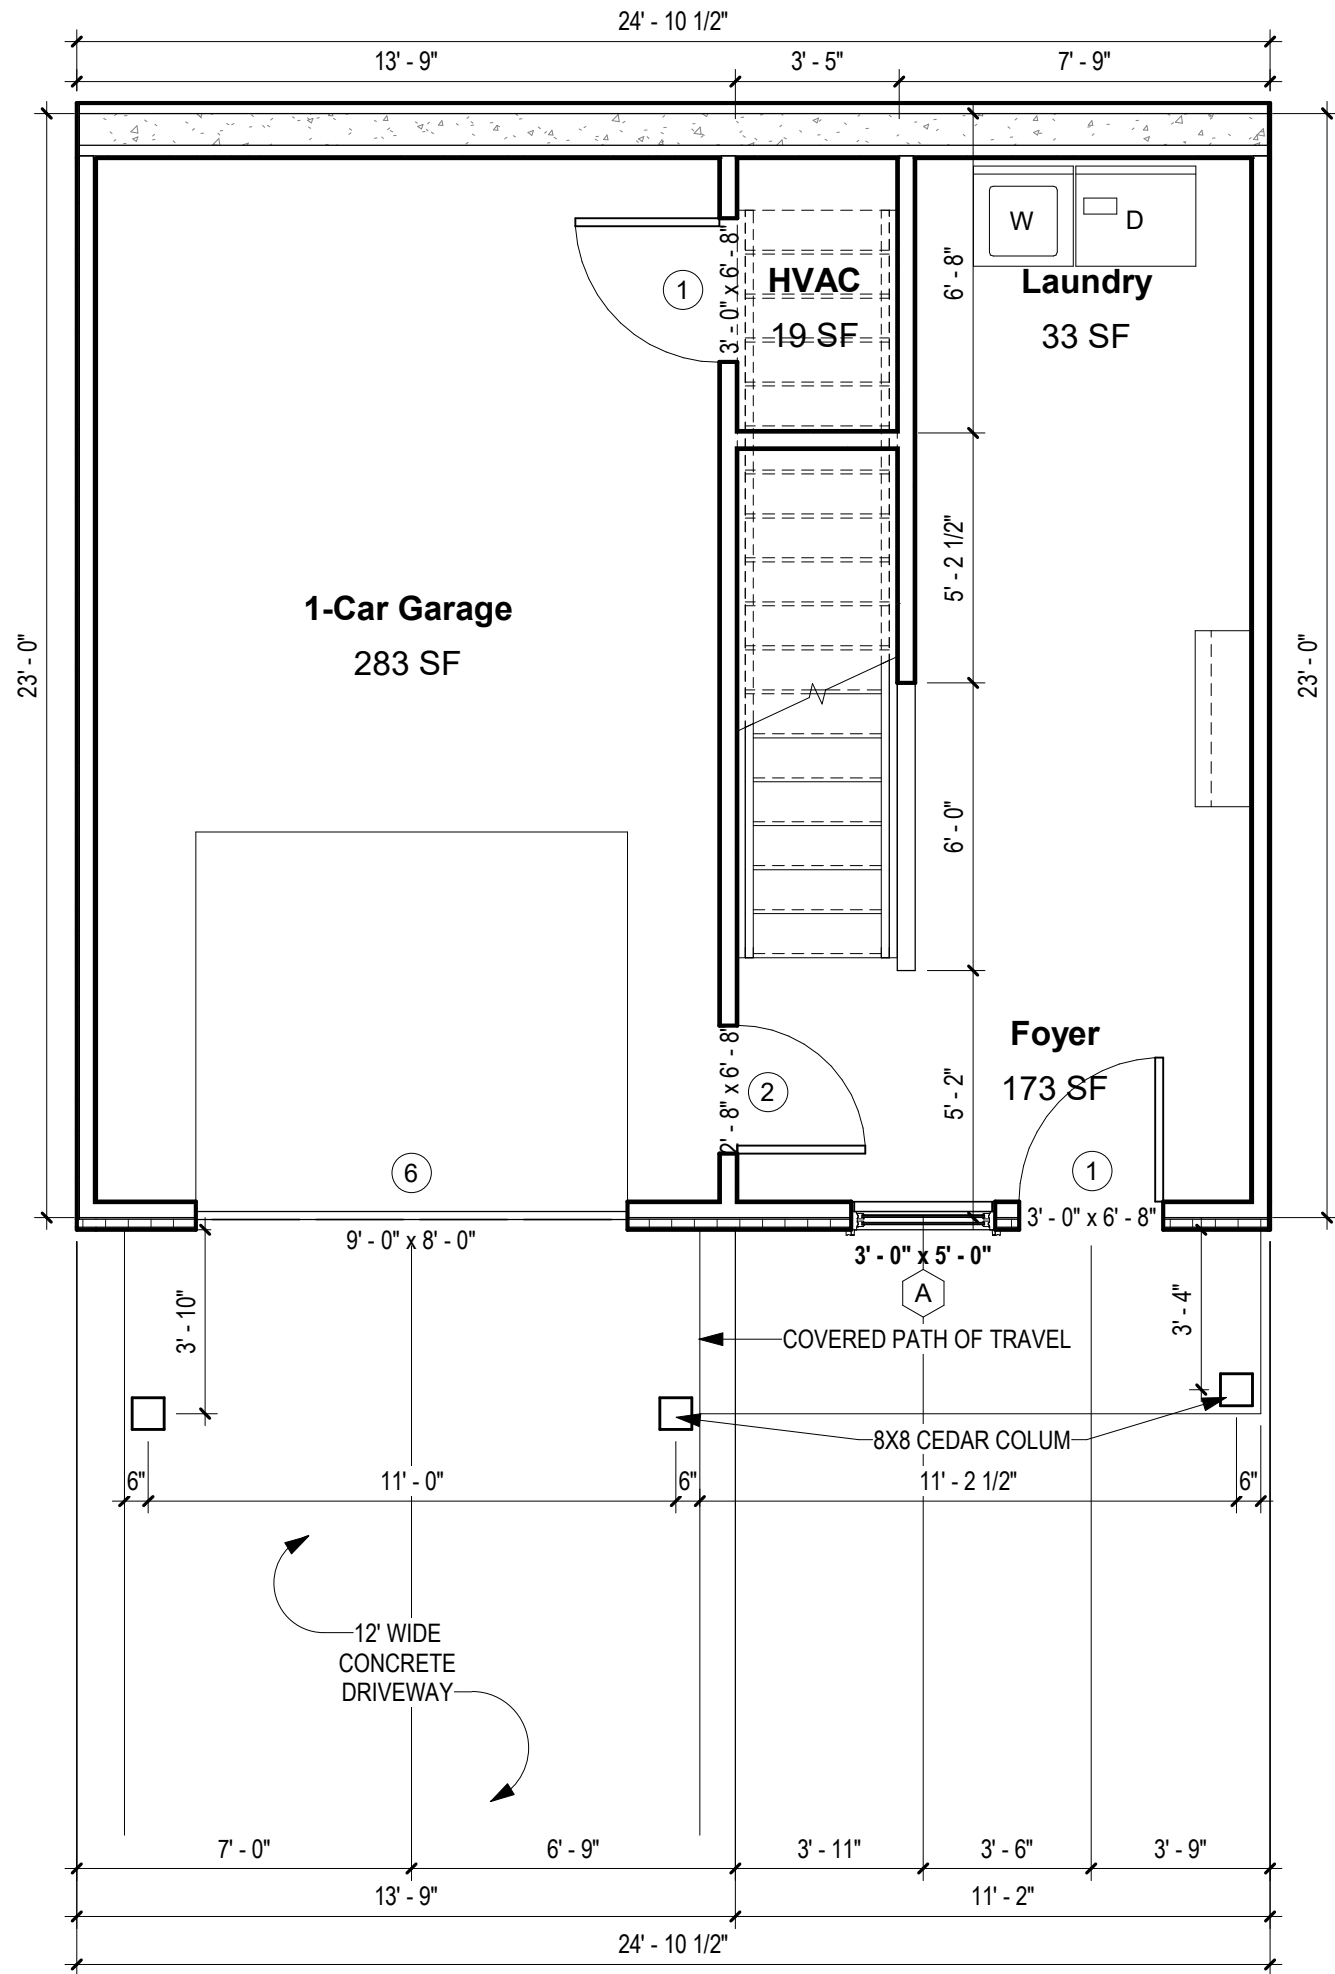 24' - 10 1/2"
13' - 9"
3' - 5"
7' - 9"
W
D
6' - 8"
3' - 0" x 6' - 8"
1
HVAC
19 SF
Laundry
33 SF
5' - 2 1/2"
1-Car Garage
283 SF
23' - 0"
23' - 0"
6' - 0"
Foyer
173 SF
5' - 2"
2' - 8" x 6' - 8"
2
6
1
9' - 0" x 8' - 0"
3' - 0" x 6' - 8"
3' - 0" x 5' - 0"
A
3' - 10"
3' - 4"
COVERED PATH OF TRAVEL
8X8 CEDAR COLUM
6"
11' - 0"
6"
11' - 2 1/2"
6"
12' WIDE
CONCRETE
DRIVEWAY
7' - 0"
6' - 9"
3' - 11"
3' - 6"
3' - 9"
13' - 9"
11' - 2"
24' - 10 1/2"